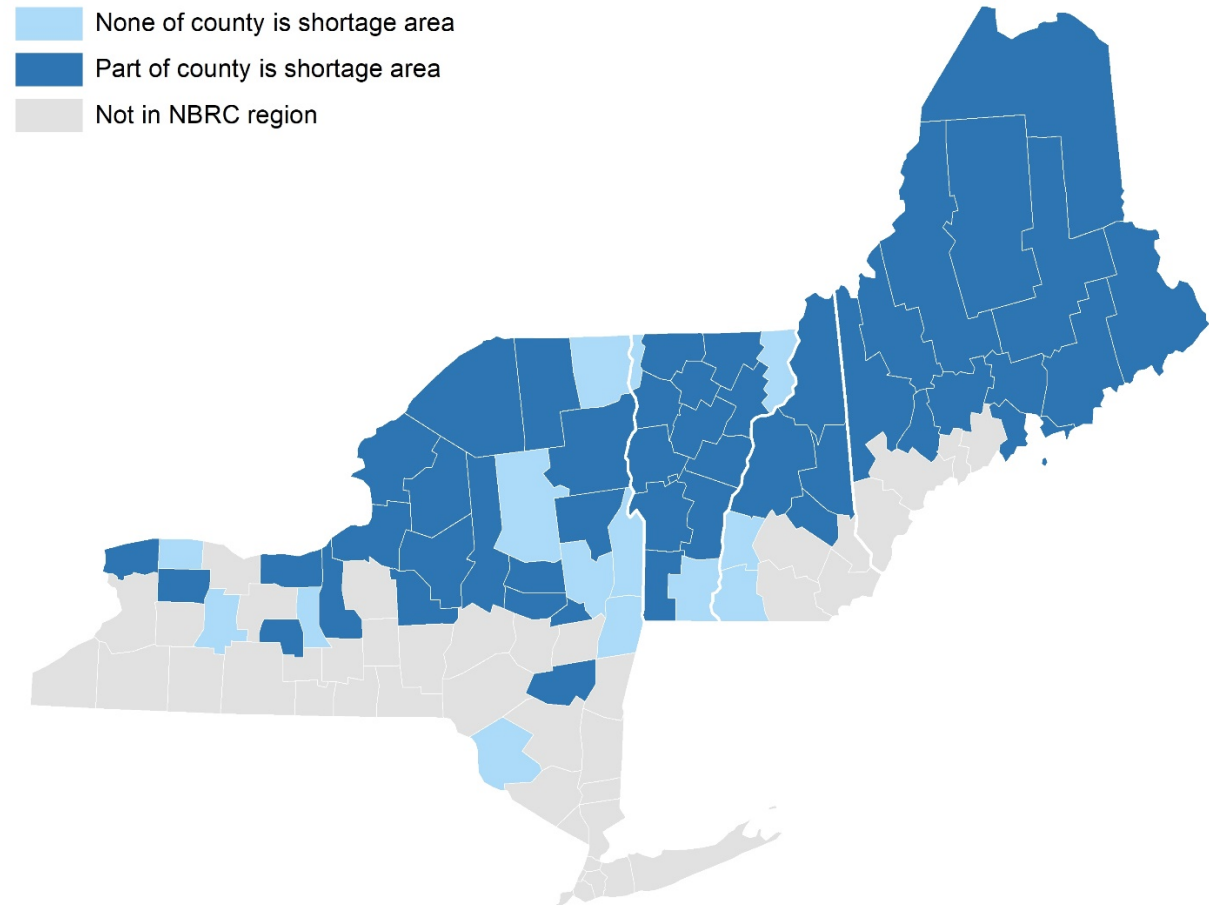 None of county is shortage area
Part of county is shortage area
Not in NBRC region